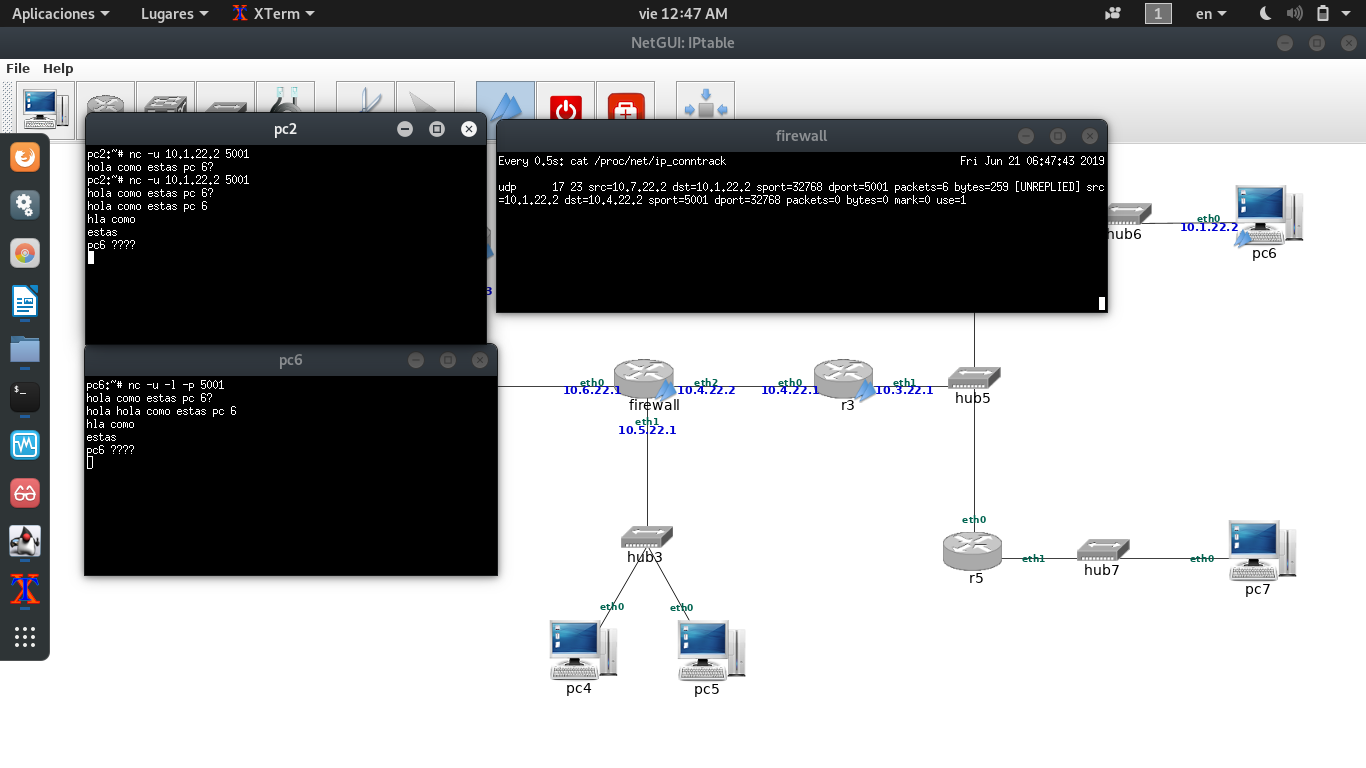 Aplicaciones Lugares XTerm vie 12:47 AM 1 en
NetGUI: IPtable
File Help
pc2
pc2:~# nc -u 10.1.22.2 5001
hola como estas pc 6?
pc2:~# nc -u 10.1.22.2 5001
hola como estas pc 6?
hola como estas pc 6
hla como
estas
pc6 ????
firewall
Every 0.5s: cat /proc/net/ip_conntrack Fri Jun 21 06:47:43 2019
udp 17 23 src=10.7.22.2 dst=10.1.22.2 sport=32768 dport=5001 packets=6 bytes=259 [UNREPLIED] src
=10.1.22.2 dst=10.4.22.2 sport=5001 dport=32768 packets=0 bytes=0 mark=0 use=1
pc6
pc6:~# nc -u -l -p 5001
hola como estas pc 6?
hola hola como estas pc 6
hla como
estas
pc6 ????
3
eth0
10.1.22.2
hub6
pc6
eth0
10.6.22.1
firewall
eth2
10.4.22.2
eth1
10.5.22.1
eth0
10.4.22.1
r3
eth1
10.3.22.1
hub5
hub3
eth0
eth0
pc4
pc5
eth0
r5
eth1
hub7
eth0
pc7
$_